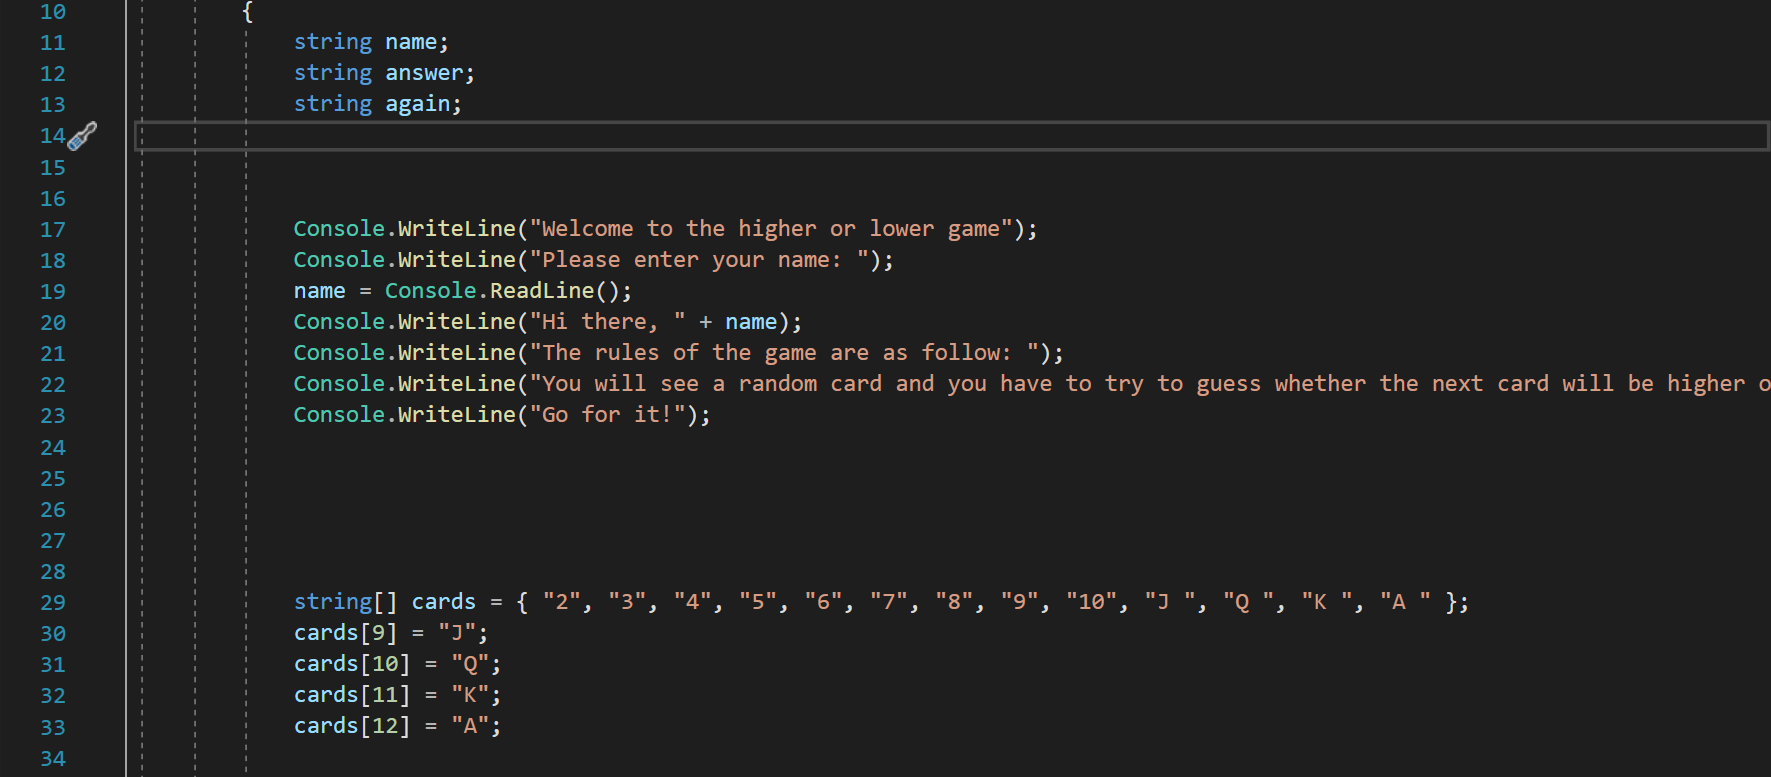 10 {
11 string name;
12 string answer;
13 string again;
14
15
16
17 Console.WriteLine("Welcome to the higher or lower game");
18 Console.WriteLine("Please enter your name: ");
19 name = Console.ReadLine();
20 Console.WriteLine("Hi there, " + name);
21 Console.WriteLine("The rules of the game are as follow: ");
22 Console.WriteLine("You will see a random card and you have to try to guess whether the next card will be higher o
23 Console.WriteLine("Go for it!");
24
25
26
27
28
29 string[] cards = { "2", "3", "4", "5", "6", "7", "8", "9", "10", "J ", "Q ", "K ", "A " };
30 cards[9] = "J";
31 cards[10] = "Q";
32 cards[11] = "K";
33 cards[12] = "A";
34